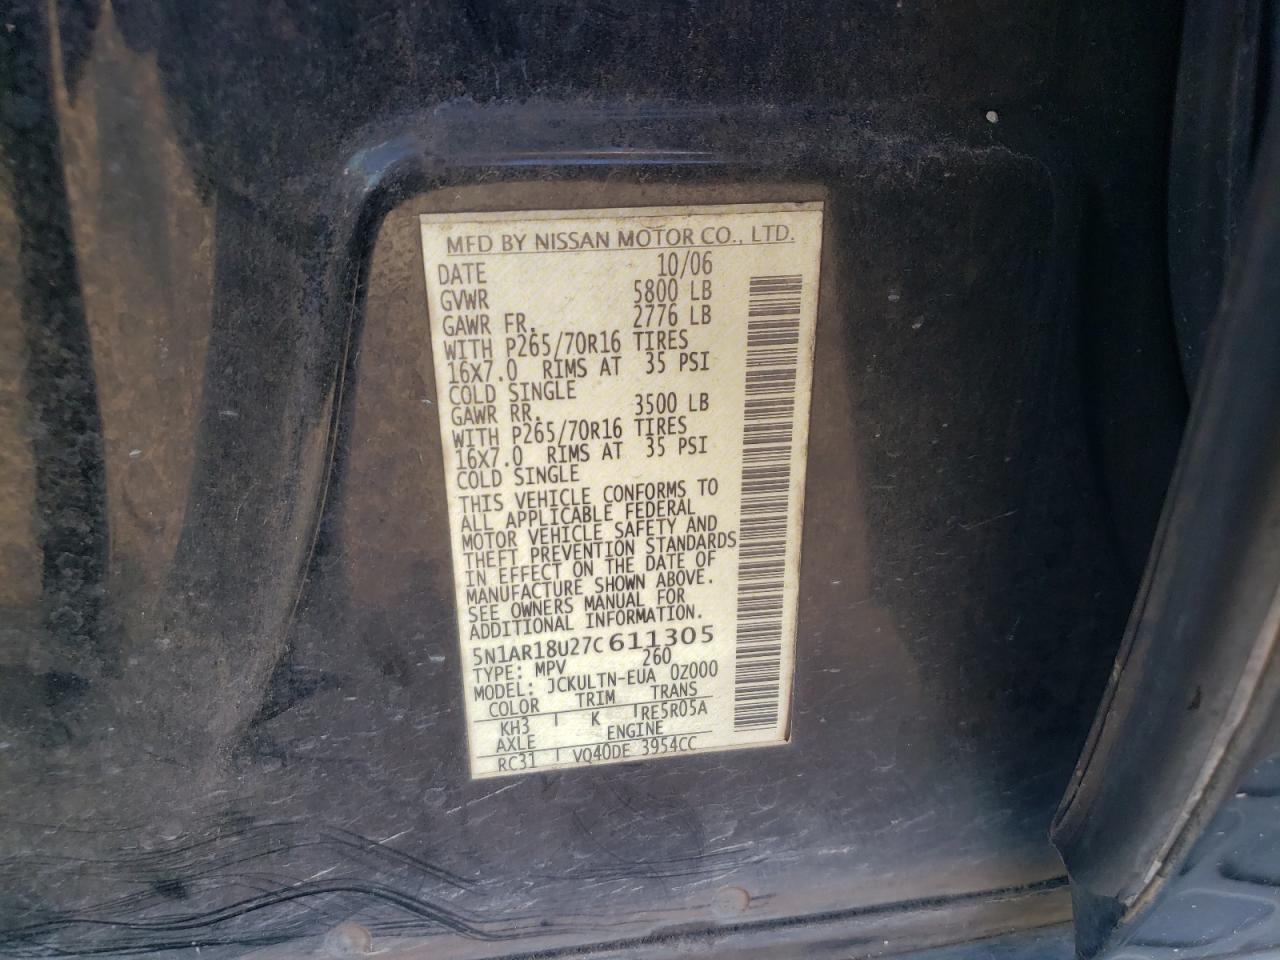 MFD BY NISSAN MOTOR CO., LTD.
DATE 10/06
GVWR 5800 LB
GAWR FR. 2776 LB
WITH P265/70R16 TIRES
16X7.0 RIMS AT 35 PSI
COLD SINGLE
GAWR RR. 3500 LB
WITH P265/70R16 TIRES
16X7.0 RIMS AT 35 PSI
COLD SINGLE
THIS VEHICLE CONFORMS TO
ALL APPLICABLE FEDERAL
MOTOR VEHICLE SAFETY AND
THEFT PREVENTION STANDARDS
IN EFFECT ON THE DATE OF
MANUFACTURE SHOWN ABOVE.
SEE OWNERS MANUAL FOR
ADDITIONAL INFORMATION.
5N1AR18U27C611305
TYPE: MPV 260
MODEL: JCKULTN-EUA 0Z000
COLOR TRIM TRANS
KH3 K RE5R05A
AXLE ENGINE
RC31 VQ40DE 3954CC